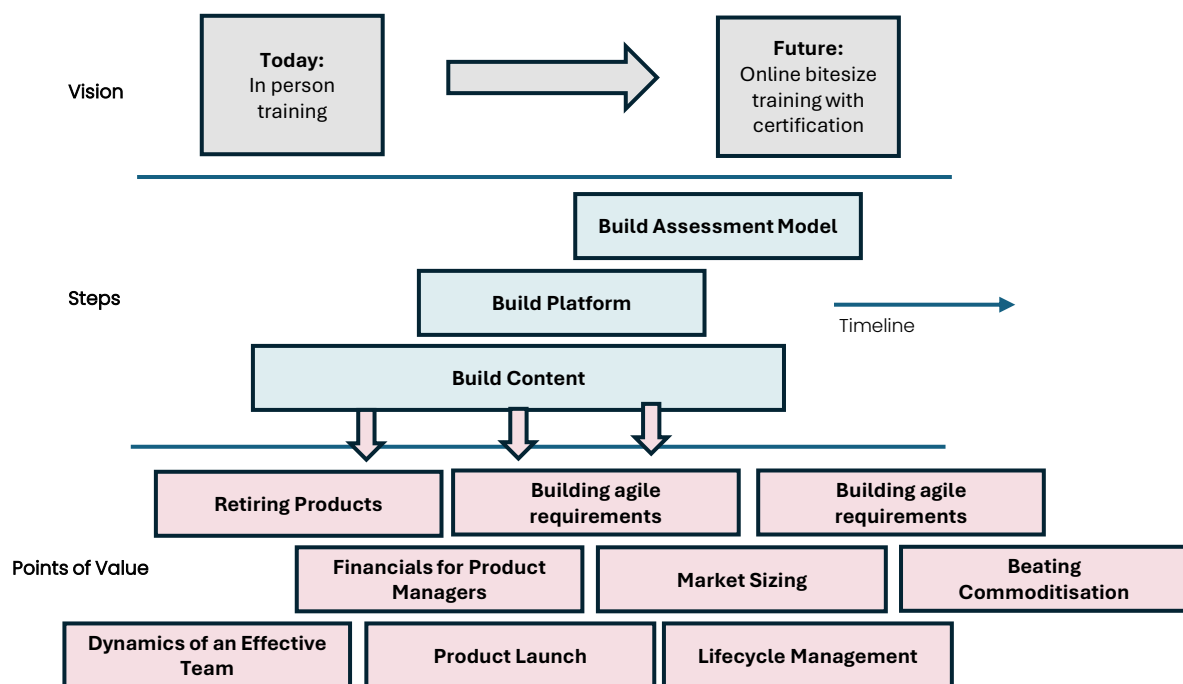 Vision
Today:
In person
training
Future:
Online bitesize
training with
certification
Build Assessment Model
Steps
Build Platform
Timeline
Build Content
Retiring Products
Building agile
requirements
Building agile
requirements
Points of Value
Financials for Product
Managers
Market Sizing
Beating
Commoditisation
Dynamics of an Effective
Team
Product Launch
Lifecycle Management